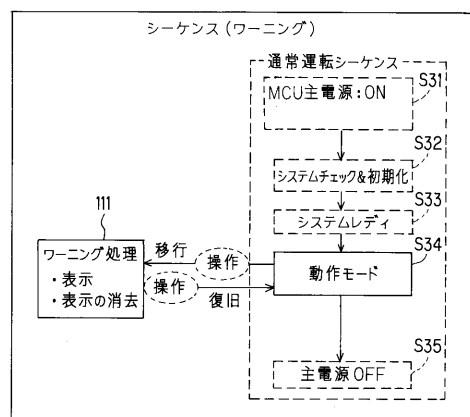 シーケンス(ワーニング)
通常運転シーケンス
S31
MCU主電源:ON
S32
システムチェック&初期化
S33
システムレディ
S34
動作モード
111
ワーニング処理
・表示
・表示の消去
移行
操作
操作
復旧
S35
主電源OFF